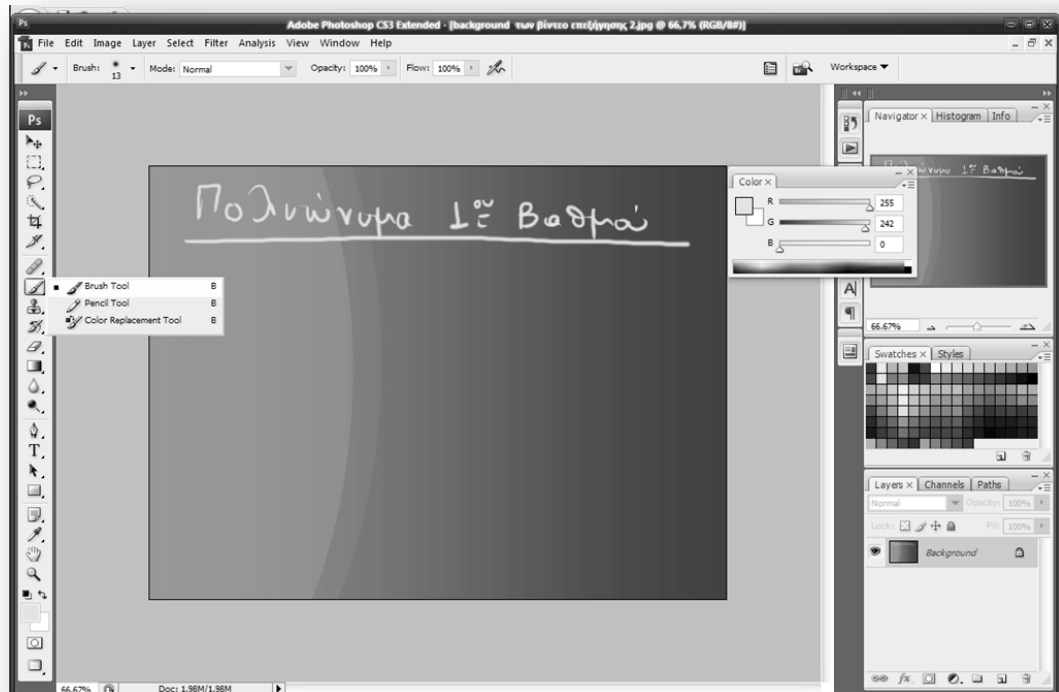 Ps
Adobe Photoshop CS3 Extended - [background των βίντεο επεξήγησης 2.jpg @ 66,7% (RGB/8#)]
File Edit Image Layer Select Filter Analysis View Window Help
Brush: 13 Mode: Normal Opacity: 100% Flow: 100% Workspace
Ps
Navigator Histogram Info
Πολυώνυμα 1ου Βαθμού
Color
R 255
G 242
B 0
Brush Tool B
Pencil Tool B
Color Replacement Tool B
66.67%
Swatches Styles
Layers Channels Paths
Normal Opacity: 100%
Lock: Fill: 100%
Background
66.67% Doc: 1.98M/1.98M